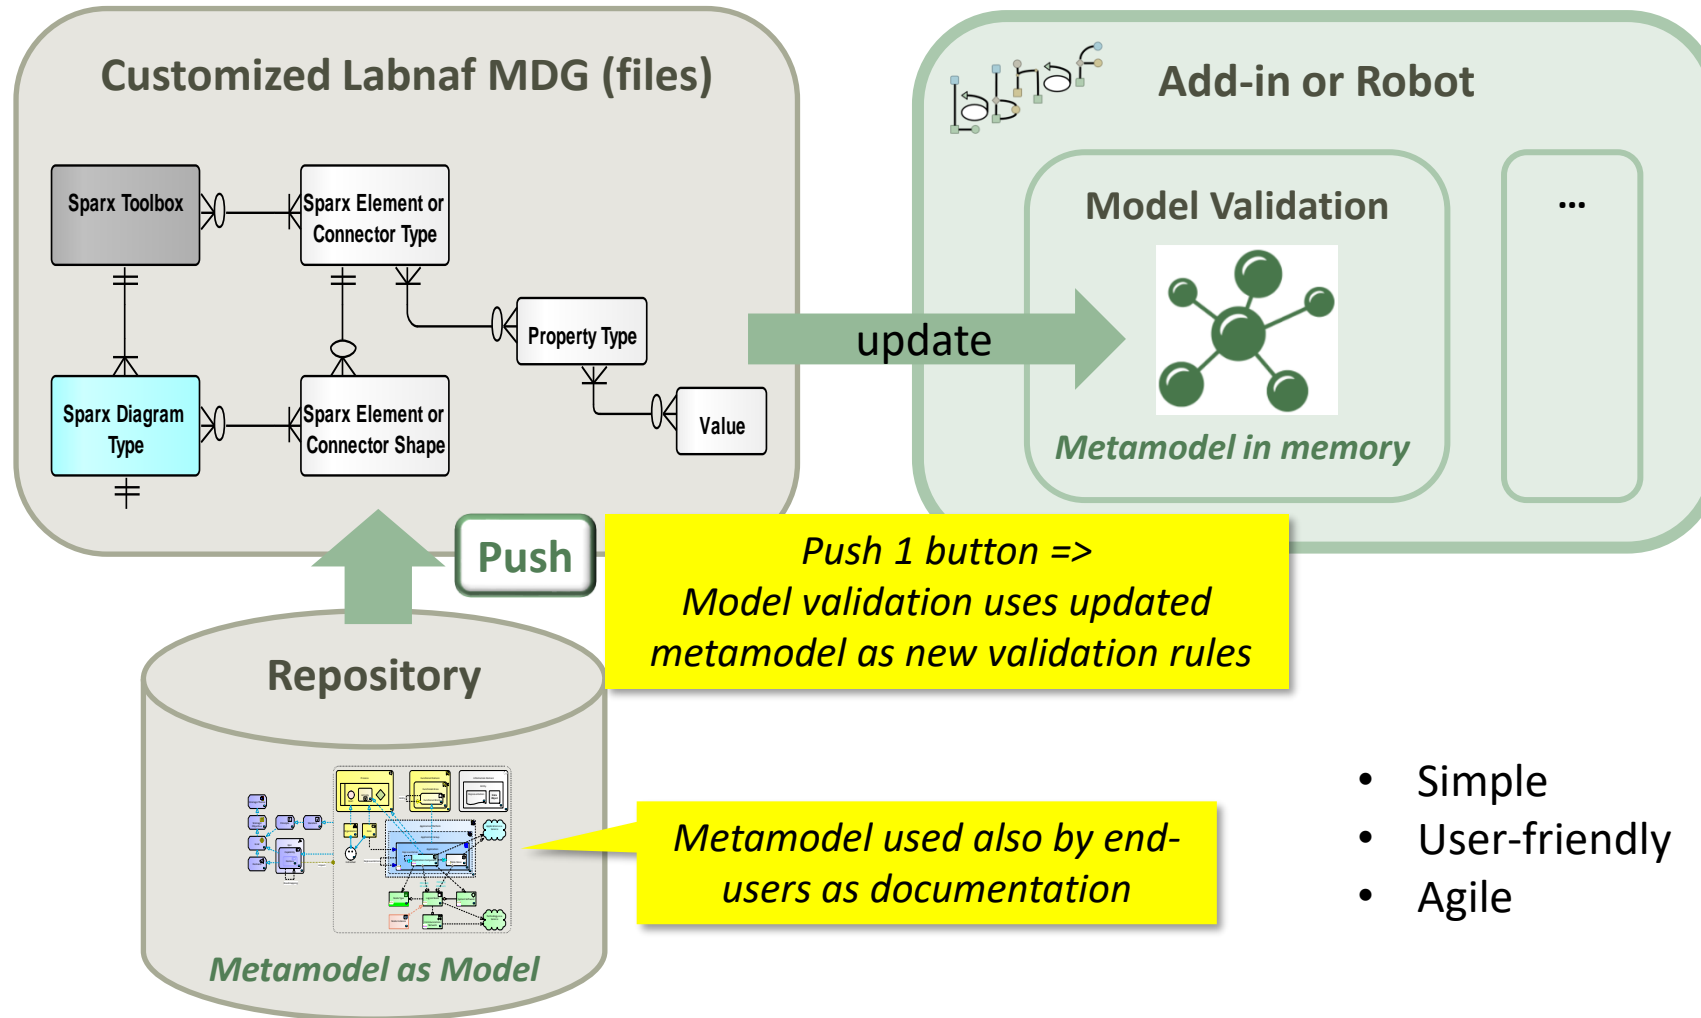 Customized Labnaf MDG (files)
Sparx Toolbox
Sparx Element or
Connector Type
Property Type
Value
Sparx Diagram
Type
Sparx Element or
Connector Shape
update
labnaf
Add-in or Robot
Model Validation
Metamodel in memory
...
Push
Push 1 button =>
Model validation uses updated
metamodel as new validation rules
Repository
Metamodel as Model
Metamodel used also by end-
users as documentation
• Simple
• User-friendly
• Agile